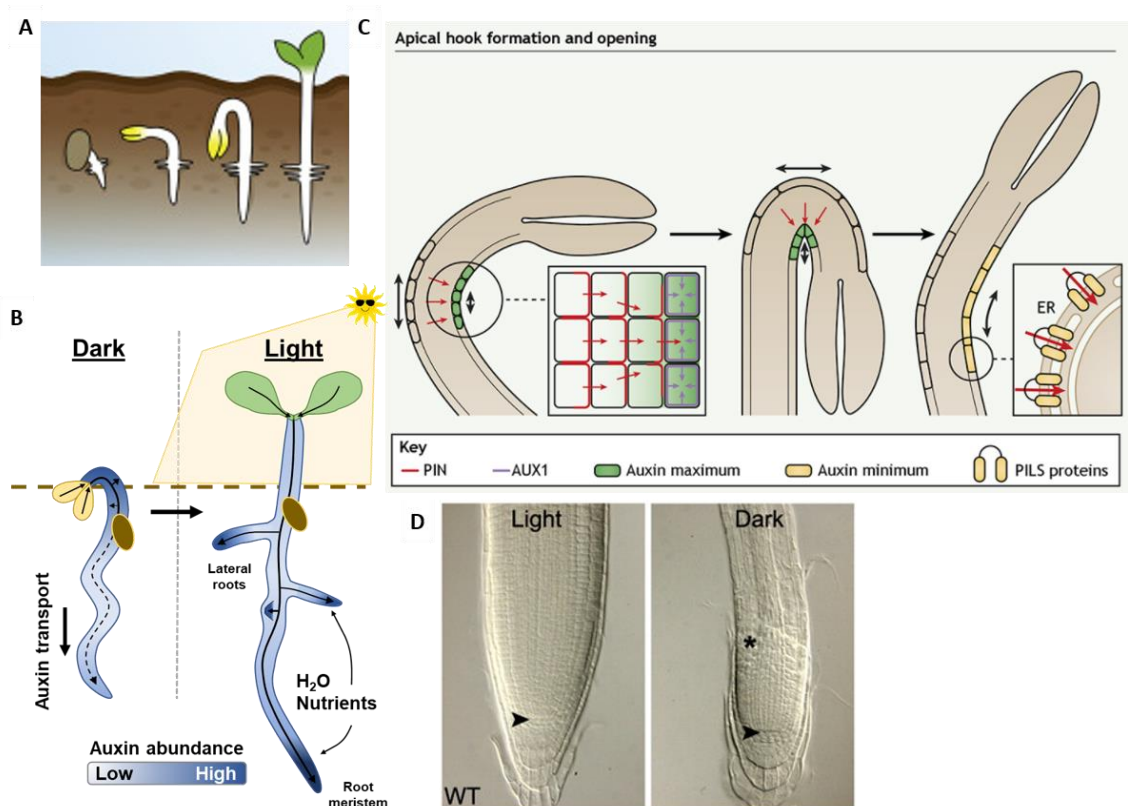 A
C
Apical hook formation and opening
ER
Key
PIN
AUX1
Auxin maximum
Auxin minimum
PILS proteins
B
Dark
Light
Auxin transport
Lateral
roots
H₂O
Nutrients
Auxin abundance
Low
High
Root
meristem
D
Light
Dark
*
WT